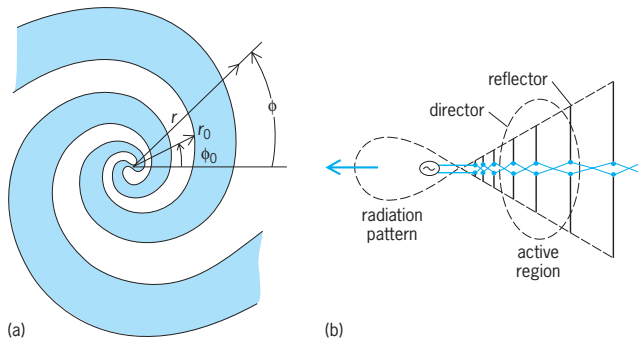 r
r0
ϕ
ϕ0
(a)
reflector
director
radiation
pattern
active
region
(b)